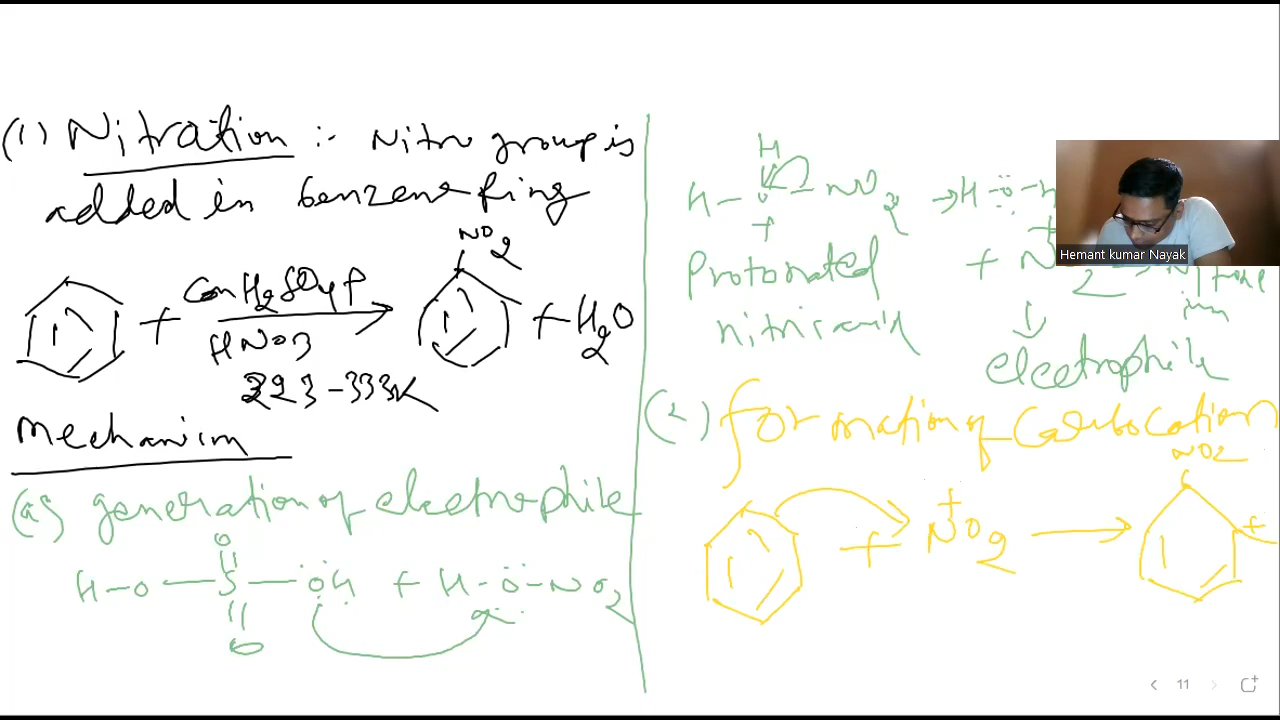 (1) Nitration :- Nitro group is
added in benzene ring
NO2
+ Con H2SO4 P + H2O
HNO3
323-333K
Mechanism
(a) generation of electrophile
O
H-O-S-OH + H-O-NO2
O
H
H-O-NO2 → H-O-H
+
Protonated + N
nitric acid
electrophile
(2) formation of Carbocation
NO2
+ NO2 → +
+
Hemant kumar Nayak
11